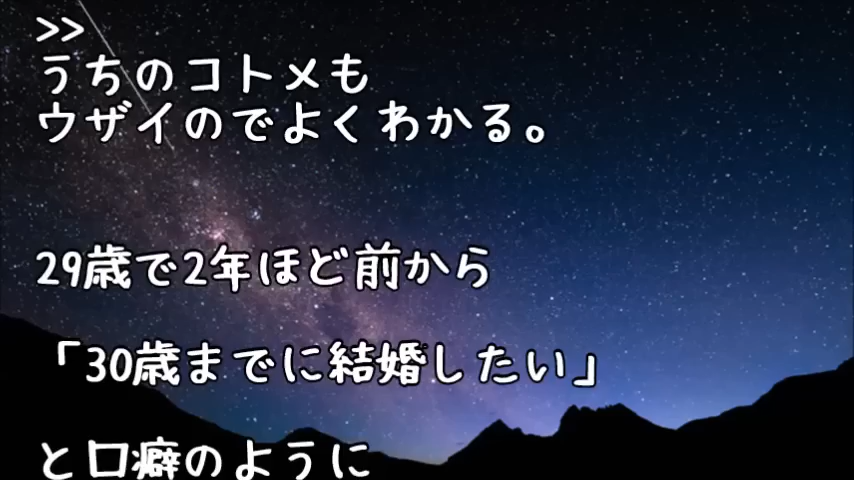 >>
うちのコトメも
ウザイのでよくわかる。
29歳で2年ほど前から
「30歳までに結婚したい」
と口癖のように